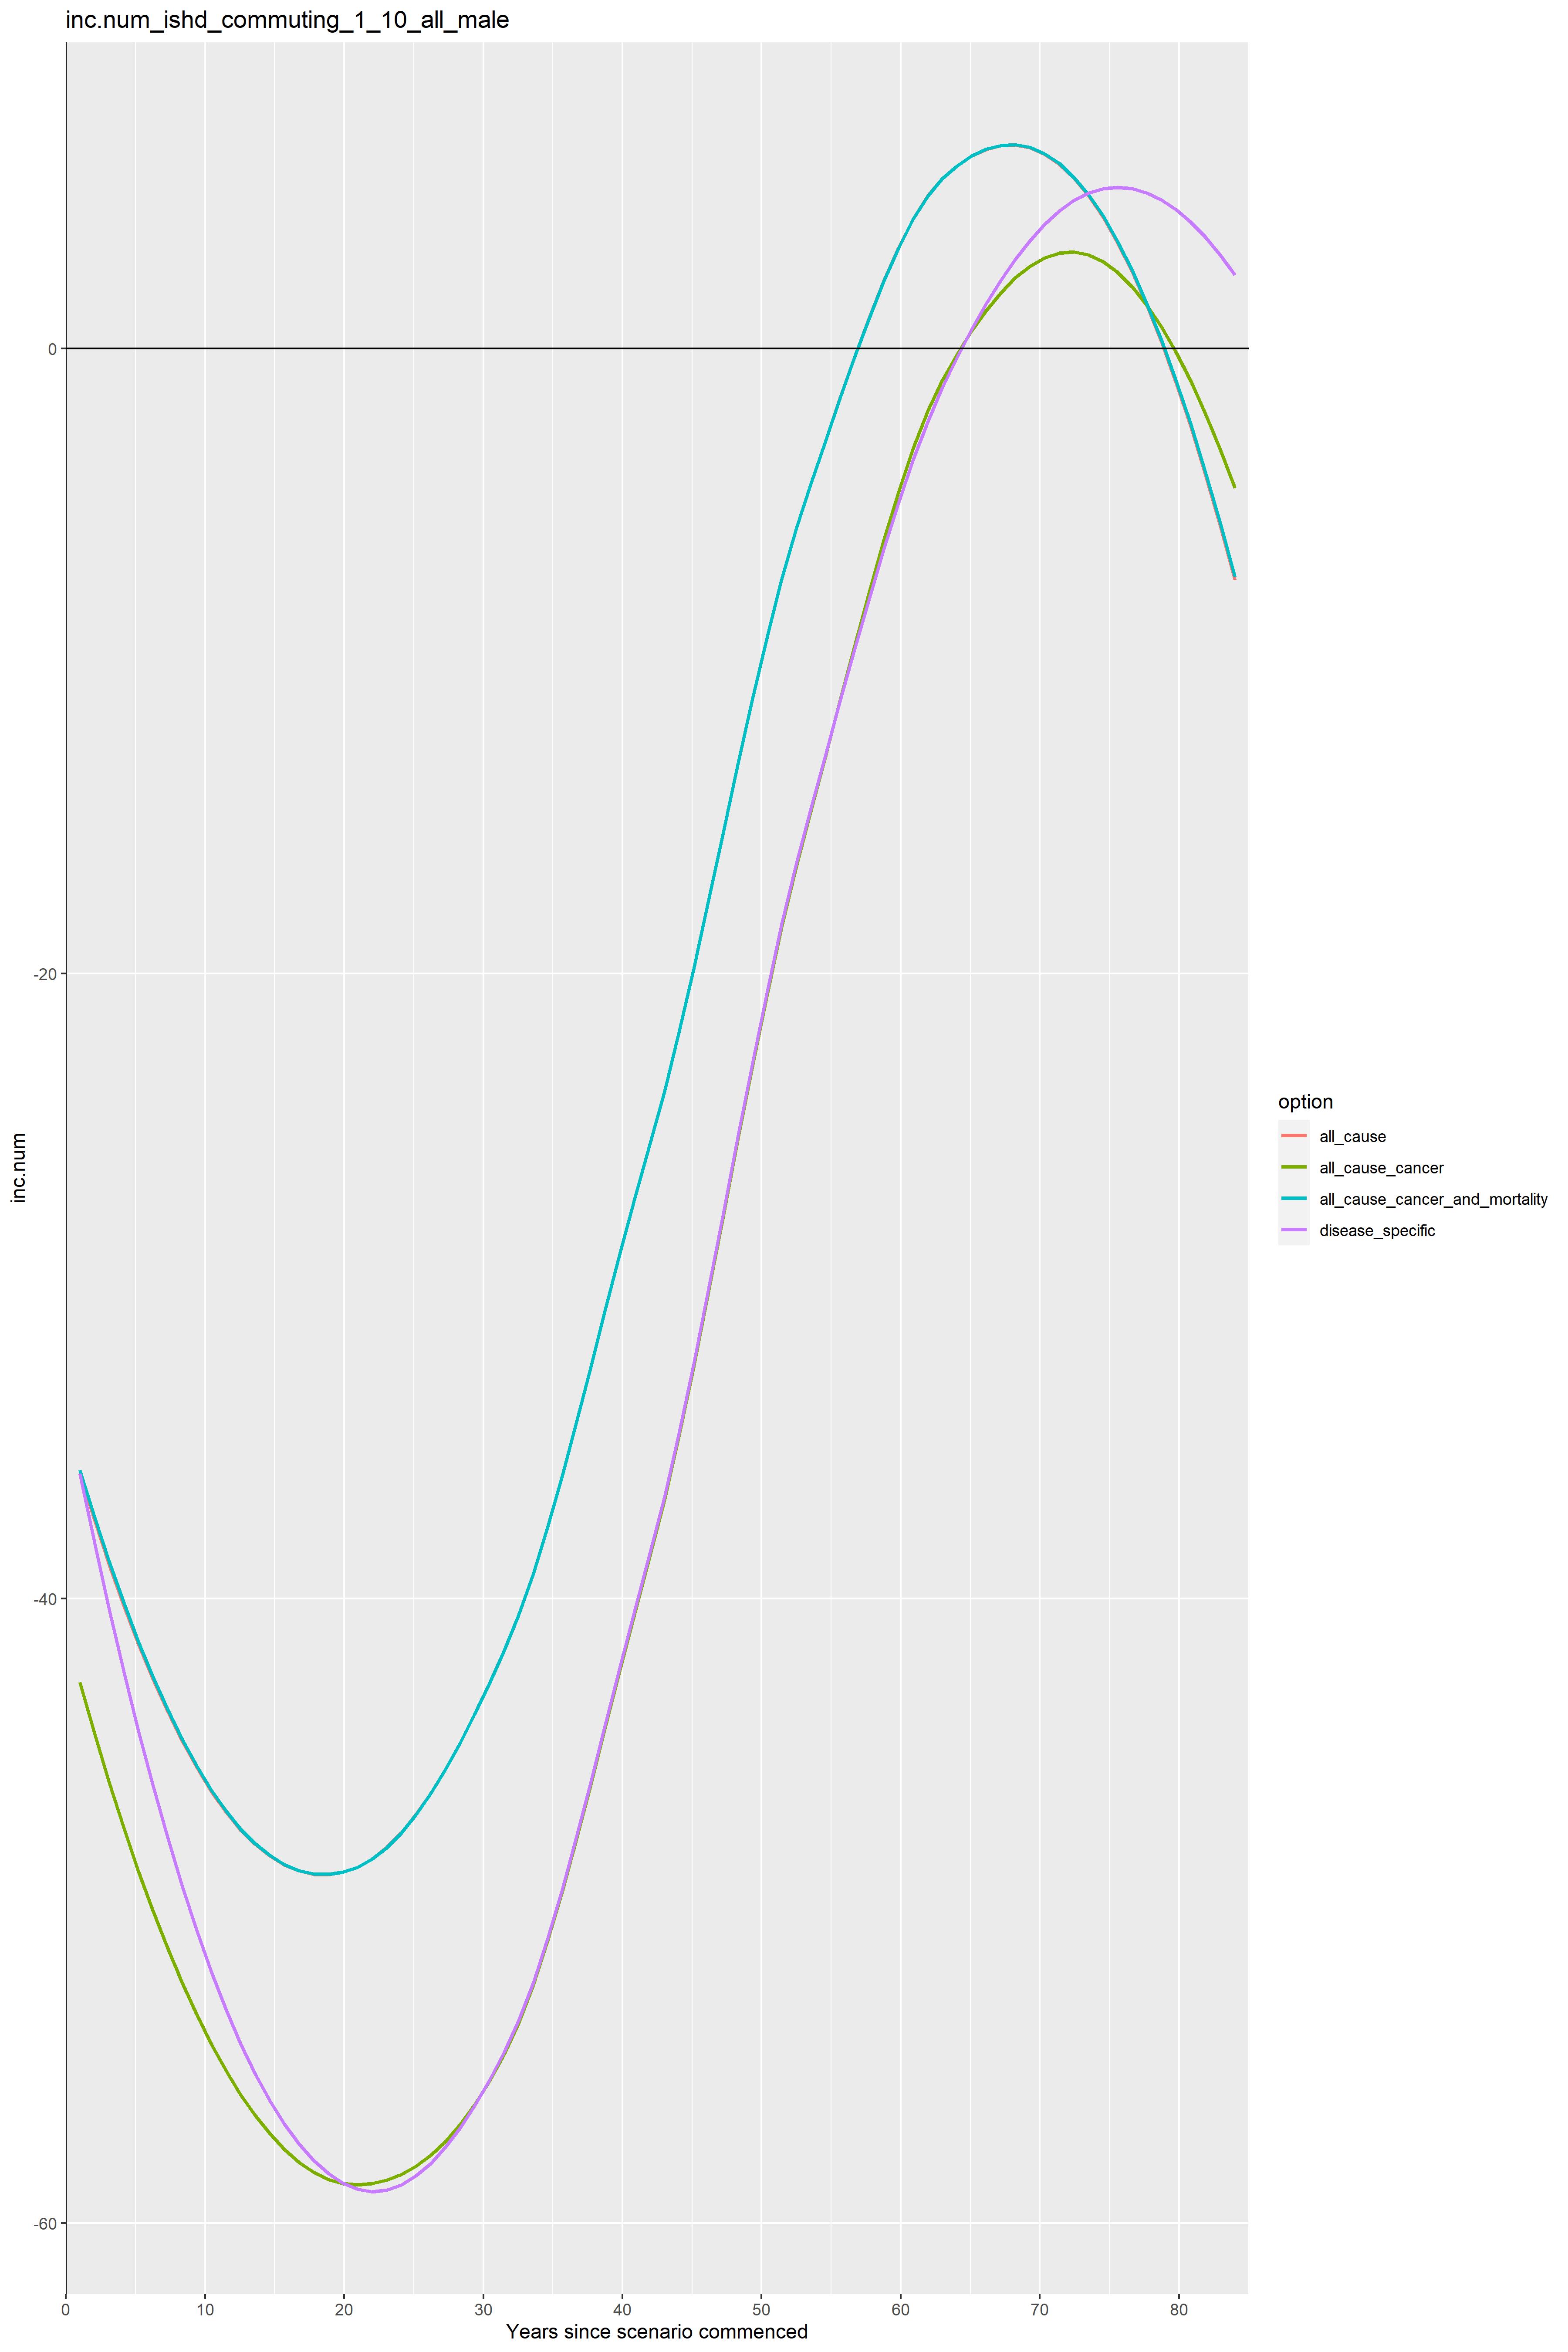 inc.num_ishd_commuting_1_10_all_male
0
-20
-40
-60
inc.num
0 10 20 30 40 50 60 70 80
Years since scenario commenced
option
all_cause
all_cause_cancer
all_cause_cancer_and_mortality
disease_specific